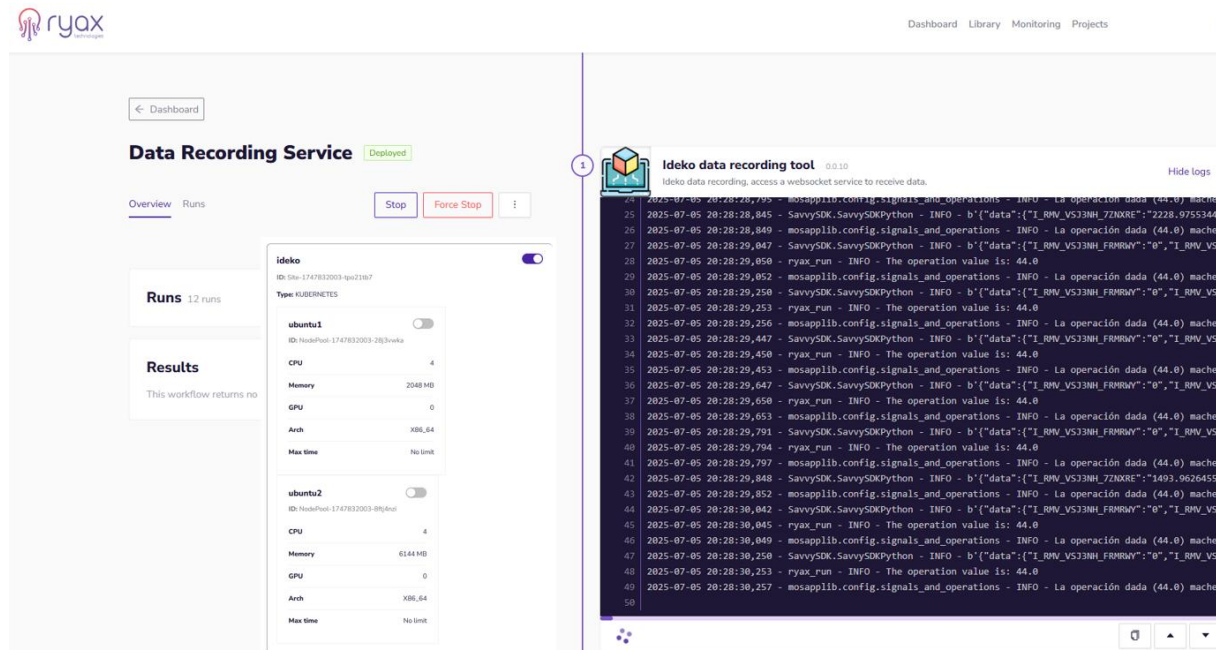 ryax
technologies
Dashboard Library Monitoring Projects
← Dashboard
Data Recording Service Deployed
Overview Runs
Stop Force Stop
Runs 12 runs
Results
This workflow returns no
ideko
ID: Site-1747832003-tpo21tb7
Type: KUBERNETES
ubuntu1
ID: NodePool-1747832003-28j3vwka
CPU 4
Memory 2048 MB
GPU 0
Arch X86_64
Max time No limit
ubuntu2
CPU 4
Memory 6144 MB
GPU 0
Arch X86_64
Max time No limit
1
Ideko data recording tool 0.0.10
Ideko data recording, access a websocket service to receive data.
Hide logs
24 2025-07-05 20:28:28,795 - mosapplib.config.signals_and_operations - INFO - La operación dada (44.0) mache
25 2025-07-05 20:28:28,845 - SavvySDK.SavvySDKPython - INFO - b'{"data":{"I_RMV_VSJ3NH_7ZNXRE":"2228.9755344
26 2025-07-05 20:28:28,849 - mosapplib.config.signals_and_operations - INFO - La operación dada (44.0) mache
27 2025-07-05 20:28:29,047 - SavvySDK.SavvySDKPython - INFO - b'{"data":{"I_RMV_VSJ3NH_FRMRWY":"0","I_RMV_VS
28 2025-07-05 20:28:29,050 - ryax_run - INFO - The operation value is: 44.0
29 2025-07-05 20:28:29,052 - mosapplib.config.signals_and_operations - INFO - La operación dada (44.0) mache
30 2025-07-05 20:28:29,250 - SavvySDK.SavvySDKPython - INFO - b'{"data":{"I_RMV_VSJ3NH_FRMRWY":"0","I_RMV_VS
31 2025-07-05 20:28:29,253 - ryax_run - INFO - The operation value is: 44.0
32 2025-07-05 20:28:29,256 - mosapplib.config.signals_and_operations - INFO - La operación dada (44.0) mache
33 2025-07-05 20:28:29,447 - SavvySDK.SavvySDKPython - INFO - b'{"data":{"I_RMV_VSJ3NH_FRMRWY":"0","I_RMV_VS
34 2025-07-05 20:28:29,450 - ryax_run - INFO - The operation value is: 44.0
35 2025-07-05 20:28:29,453 - mosapplib.config.signals_and_operations - INFO - La operación dada (44.0) mache
36 2025-07-05 20:28:29,647 - SavvySDK.SavvySDKPython - INFO - b'{"data":{"I_RMV_VSJ3NH_FRMRWY":"0","I_RMV_VS
37 2025-07-05 20:28:29,650 - ryax_run - INFO - The operation value is: 44.0
38 2025-07-05 20:28:29,653 - mosapplib.config.signals_and_operations - INFO - La operación dada (44.0) mache
39 2025-07-05 20:28:29,791 - SavvySDK.SavvySDKPython - INFO - b'{"data":{"I_RMV_VSJ3NH_FRMRWY":"0","I_RMV_VS
40 2025-07-05 20:28:29,794 - ryax_run - INFO - The operation value is: 44.0
41 2025-07-05 20:28:29,797 - mosapplib.config.signals_and_operations - INFO - La operación dada (44.0) mache
42 2025-07-05 20:28:29,848 - SavvySDK.SavvySDKPython - INFO - b'{"data":{"I_RMV_VSJ3NH_7ZNXRE":"1493.9626455
43 2025-07-05 20:28:29,852 - mosapplib.config.signals_and_operations - INFO - La operación dada (44.0) mache
44 2025-07-05 20:28:30,042 - SavvySDK.SavvySDKPython - INFO - b'{"data":{"I_RMV_VSJ3NH_FRMRWY":"0","I_RMV_VS
45 2025-07-05 20:28:30,045 - ryax_run - INFO - The operation value is: 44.0
46 2025-07-05 20:28:30,049 - mosapplib.config.signals_and_operations - INFO - La operación dada (44.0) mache
47 2025-07-05 20:28:30,250 - SavvySDK.SavvySDKPython - INFO - b'{"data":{"I_RMV_VSJ3NH_FRMRWY":"0","I_RMV_VS
48 2025-07-05 20:28:30,253 - ryax_run - INFO - The operation value is: 44.0
49 2025-07-05 20:28:30,257 - mosapplib.config.signals_and_operations - INFO - La operación dada (44.0) mache
50